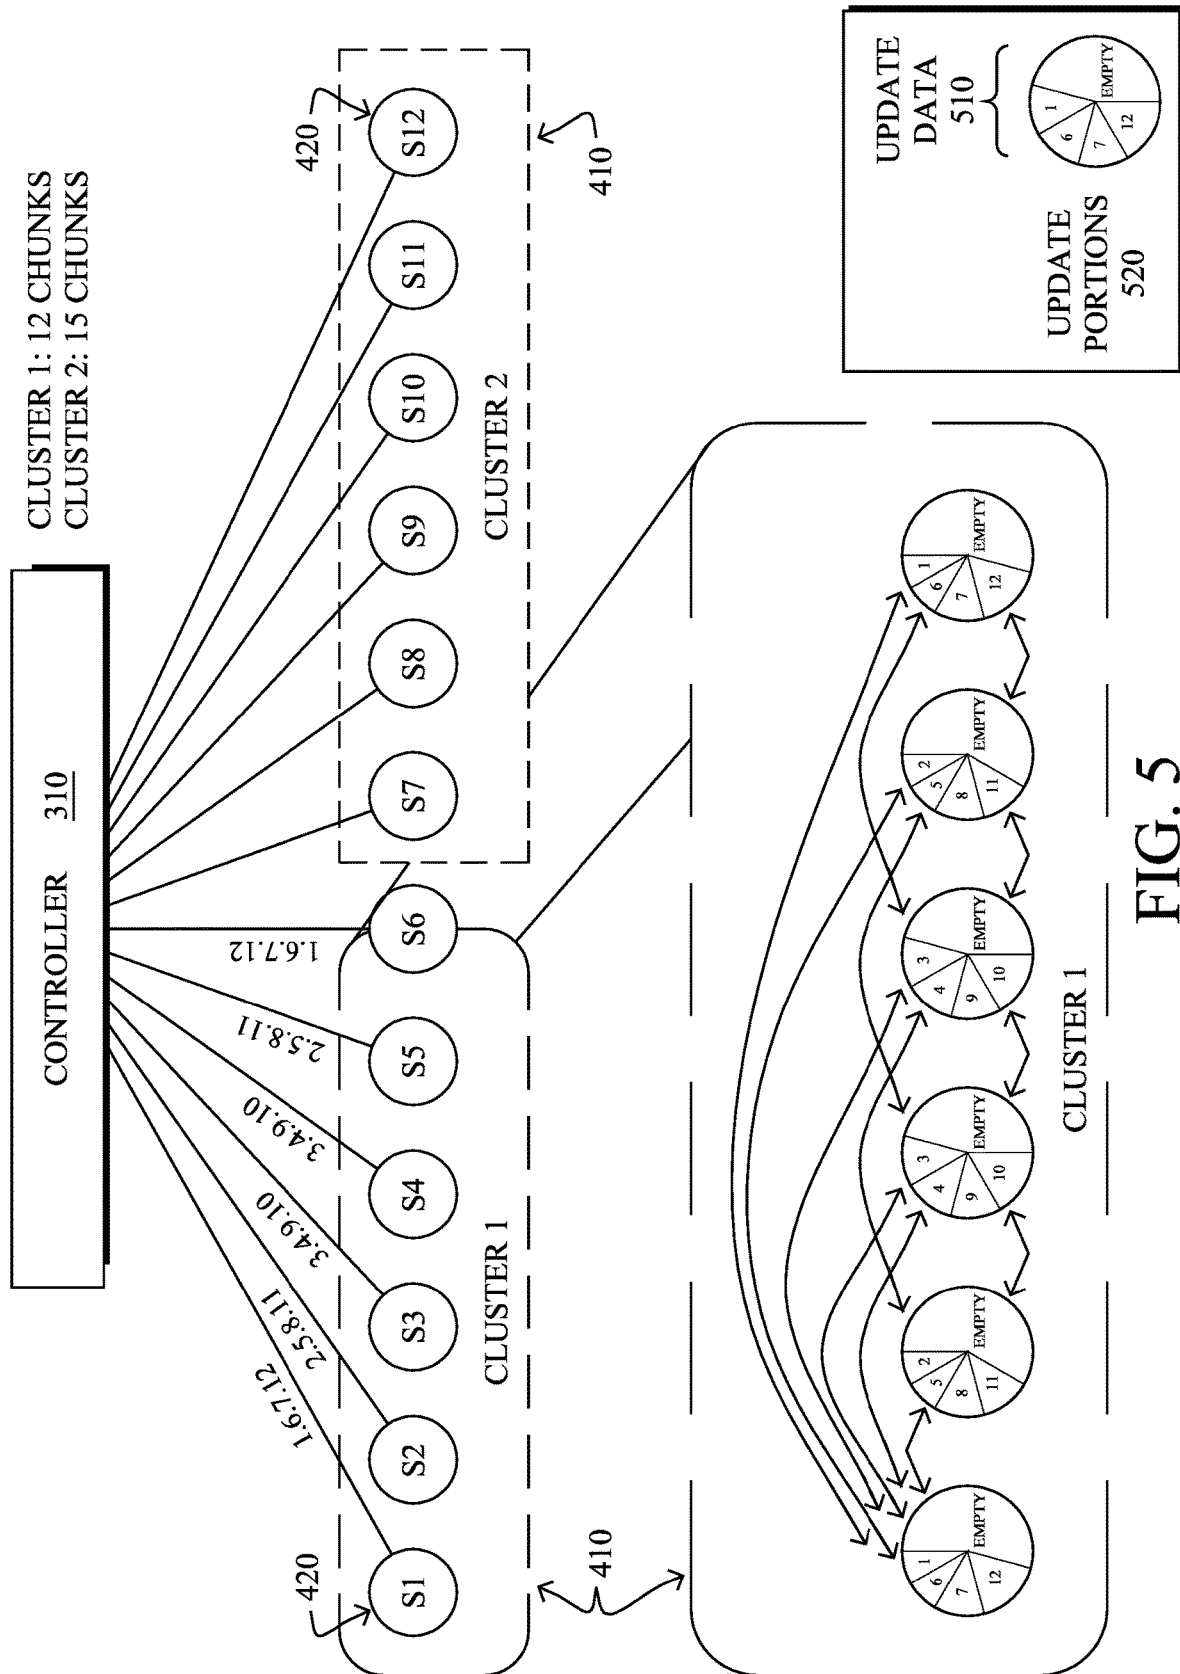 CONTROLLER 310
CLUSTER 1: 12 CHUNKS
CLUSTER 2: 15 CHUNKS
1.6.7.12
2.5.8.11
3.4.9.10
3.4.9.10
2.5.8.11
1.6.7.12
420
420
S1
S2
S3
S4
S5
S6
S7
S8
S9
S10
S11
S12
CLUSTER 1
CLUSTER 2
410
410
1
6
7
12
EMPTY
2
5
8
11
EMPTY
3
4
9
10
EMPTY
3
4
9
10
EMPTY
2
5
8
11
EMPTY
1
6
7
12
EMPTY
CLUSTER 1
UPDATE
DATA
510
UPDATE
PORTIONS
520
1
6
7
12
EMPTY
FIG. 5